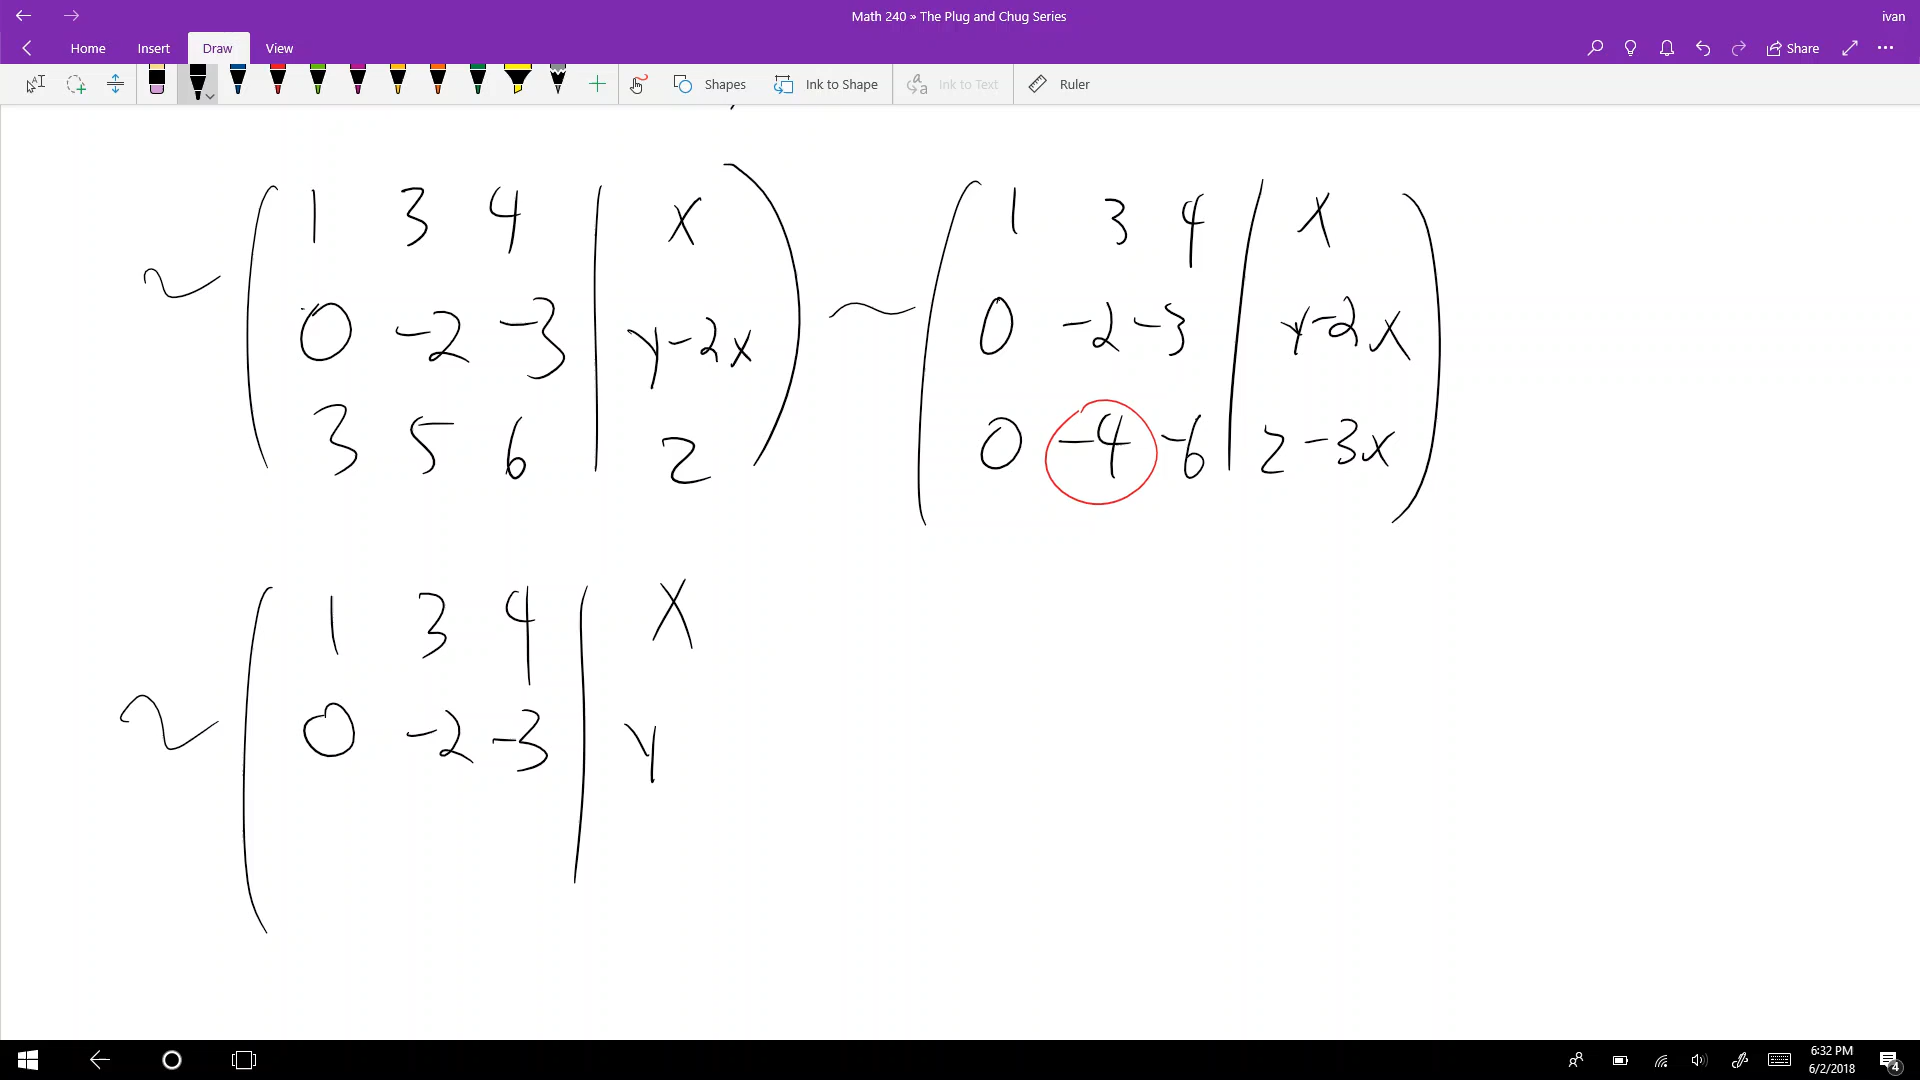 Math 240 » The Plug and Chug Series
ivan
Home Insert Draw View
Share
Shapes Ink to Shape Ink to Text Ruler
~ ( 1 3 4 | x )
0 -2 -3 | y-2x
3 5 6 | z
~ ( 1 3 4 | x )
0 -2 -3 | y-2x
0 -4 -6 | z-3x
~ ( 1 3 4 | x
0 -2 -3 | y
6:32 PM
6/2/2018
4